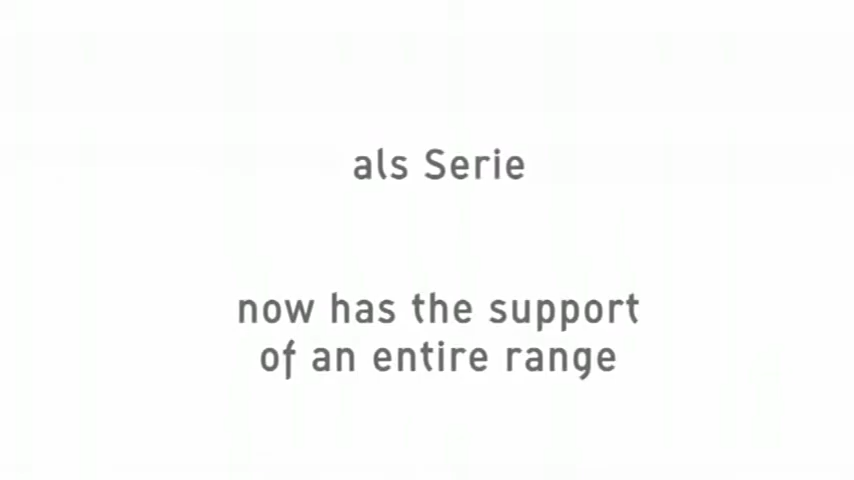 als Serie
now has the support
of an entire range